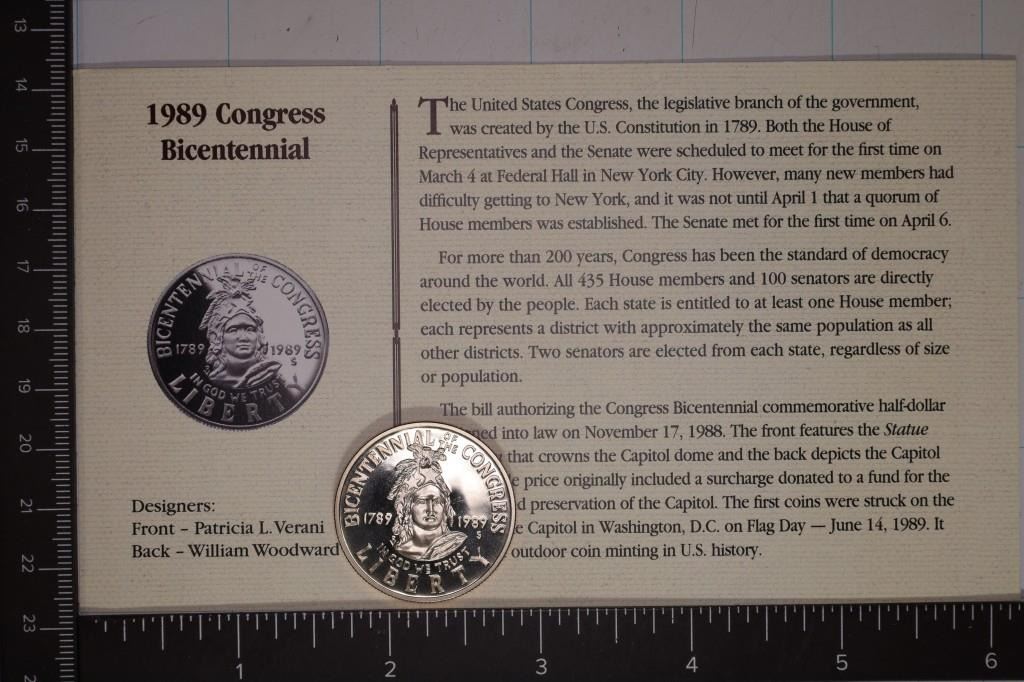 1989 Congress
Bicentennial
BICENTENNIAL OF THE CONGRESS
1789 1989
S
IN GOD WE TRUST
LIBERTY
Designers:
Front – Patricia L. Verani
Back – William Woodward
The United States Congress, the legislative branch of the government,
was created by the U.S. Constitution in 1789. Both the House of
Representatives and the Senate were scheduled to meet for the first time on
March 4 at Federal Hall in New York City. However, many new members had
difficulty getting to New York, and it was not until April 1 that a quorum of
House members was established. The Senate met for the first time on April 6.
For more than 200 years, Congress has been the standard of democracy
around the world. All 435 House members and 100 senators are directly
elected by the people. Each state is entitled to at least one House member;
each represents a district with approximately the same population as all
other districts. Two senators are elected from each state, regardless of size
or population.
The bill authorizing the Congress Bicentennial commemorative half-dollar
ned into law on November 17, 1988. The front features the Statue
that crowns the Capitol dome and the back depicts the Capitol
e price originally included a surcharge donated to a fund for the
d preservation of the Capitol. The first coins were struck on the
e Capitol in Washington, D.C. on Flag Day — June 14, 1989. It
outdoor coin minting in U.S. history.
BICENTENNIAL OF THE CONGRESS
1789 1989
S
IN GOD WE TRUST
LIBERTY
13
14
15
16
17
18
19
20
21
22
23
1 2 3 4 5 6